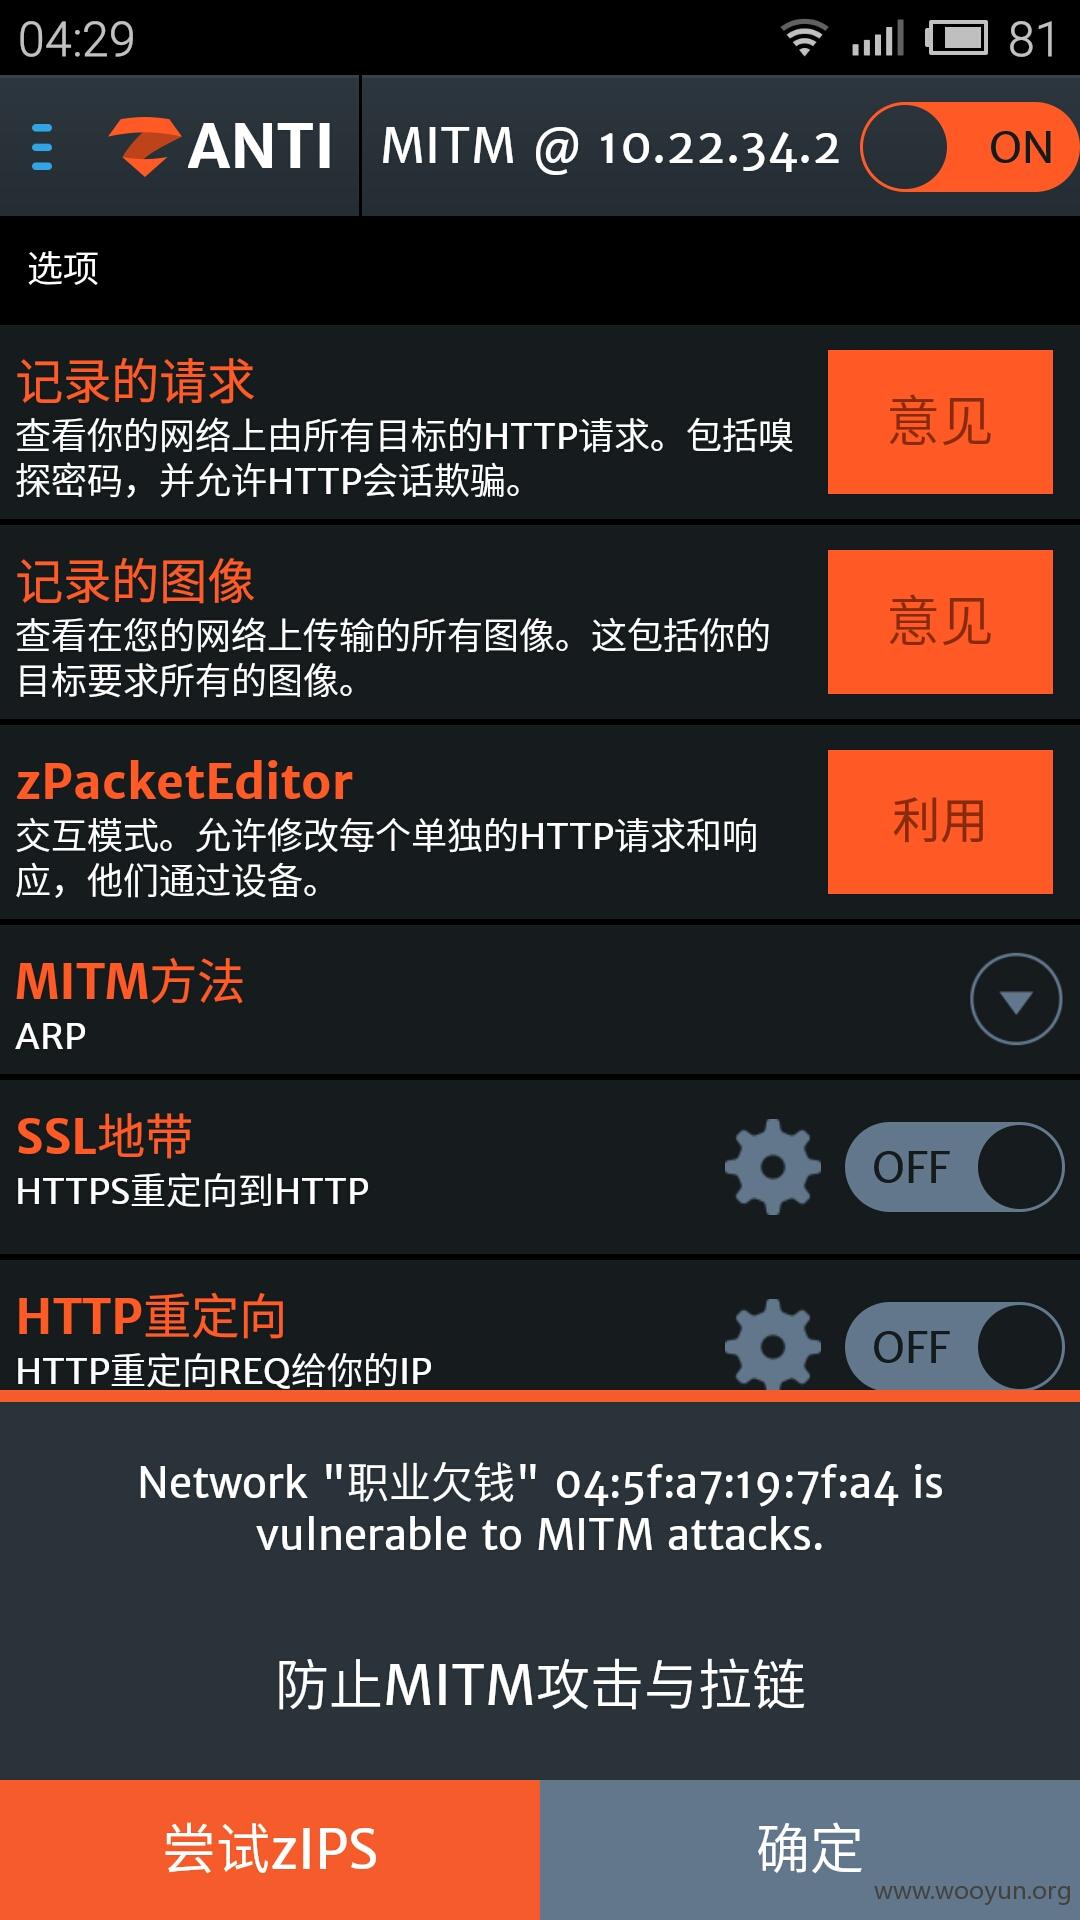 04:29
81
ANTI
MITM @ 10.22.34.2
ON
选项
记录的请求
查看你的网络上由所有目标的HTTP请求。包括嗅
探密码，并允许HTTP会话欺骗。
意见
记录的图像
查看在您的网络上传输的所有图像。这包括你的
目标要求所有的图像。
意见
zPacketEditor
交互模式。允许修改每个单独的HTTP请求和响
应，他们通过设备。
利用
MITM方法
ARP
SSL地带
HTTPS重定向到HTTP
OFF
HTTP重定向
HTTP重定向REQ给你的IP
OFF
Network "职业欠钱" 04:5f:a7:19:7f:a4 is
vulnerable to MITM attacks.
防止MITM攻击与拉链
尝试zIPS
确定
www.wooyun.org